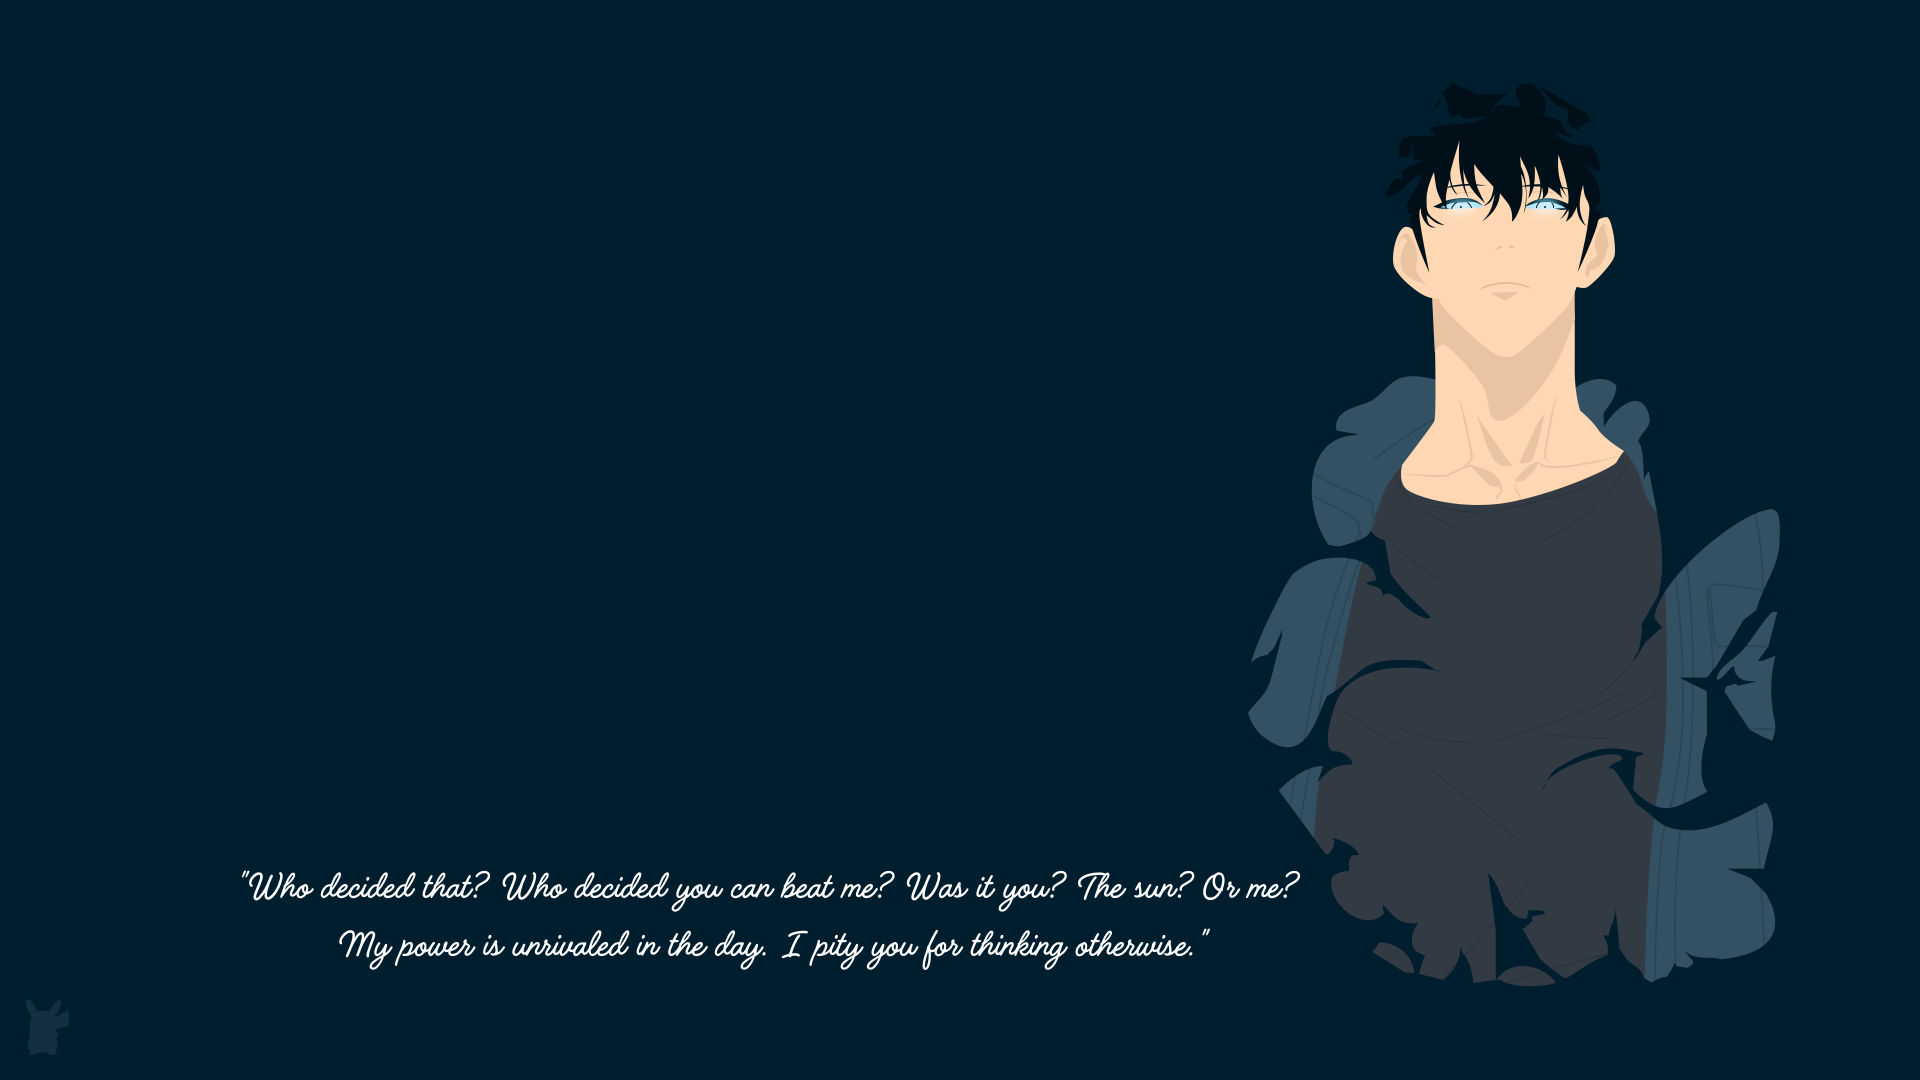 "Who decided that? Who decided you can beat me? Was it you? The sun? Or me?
My power is unrivaled in the day. I pity you for thinking otherwise."